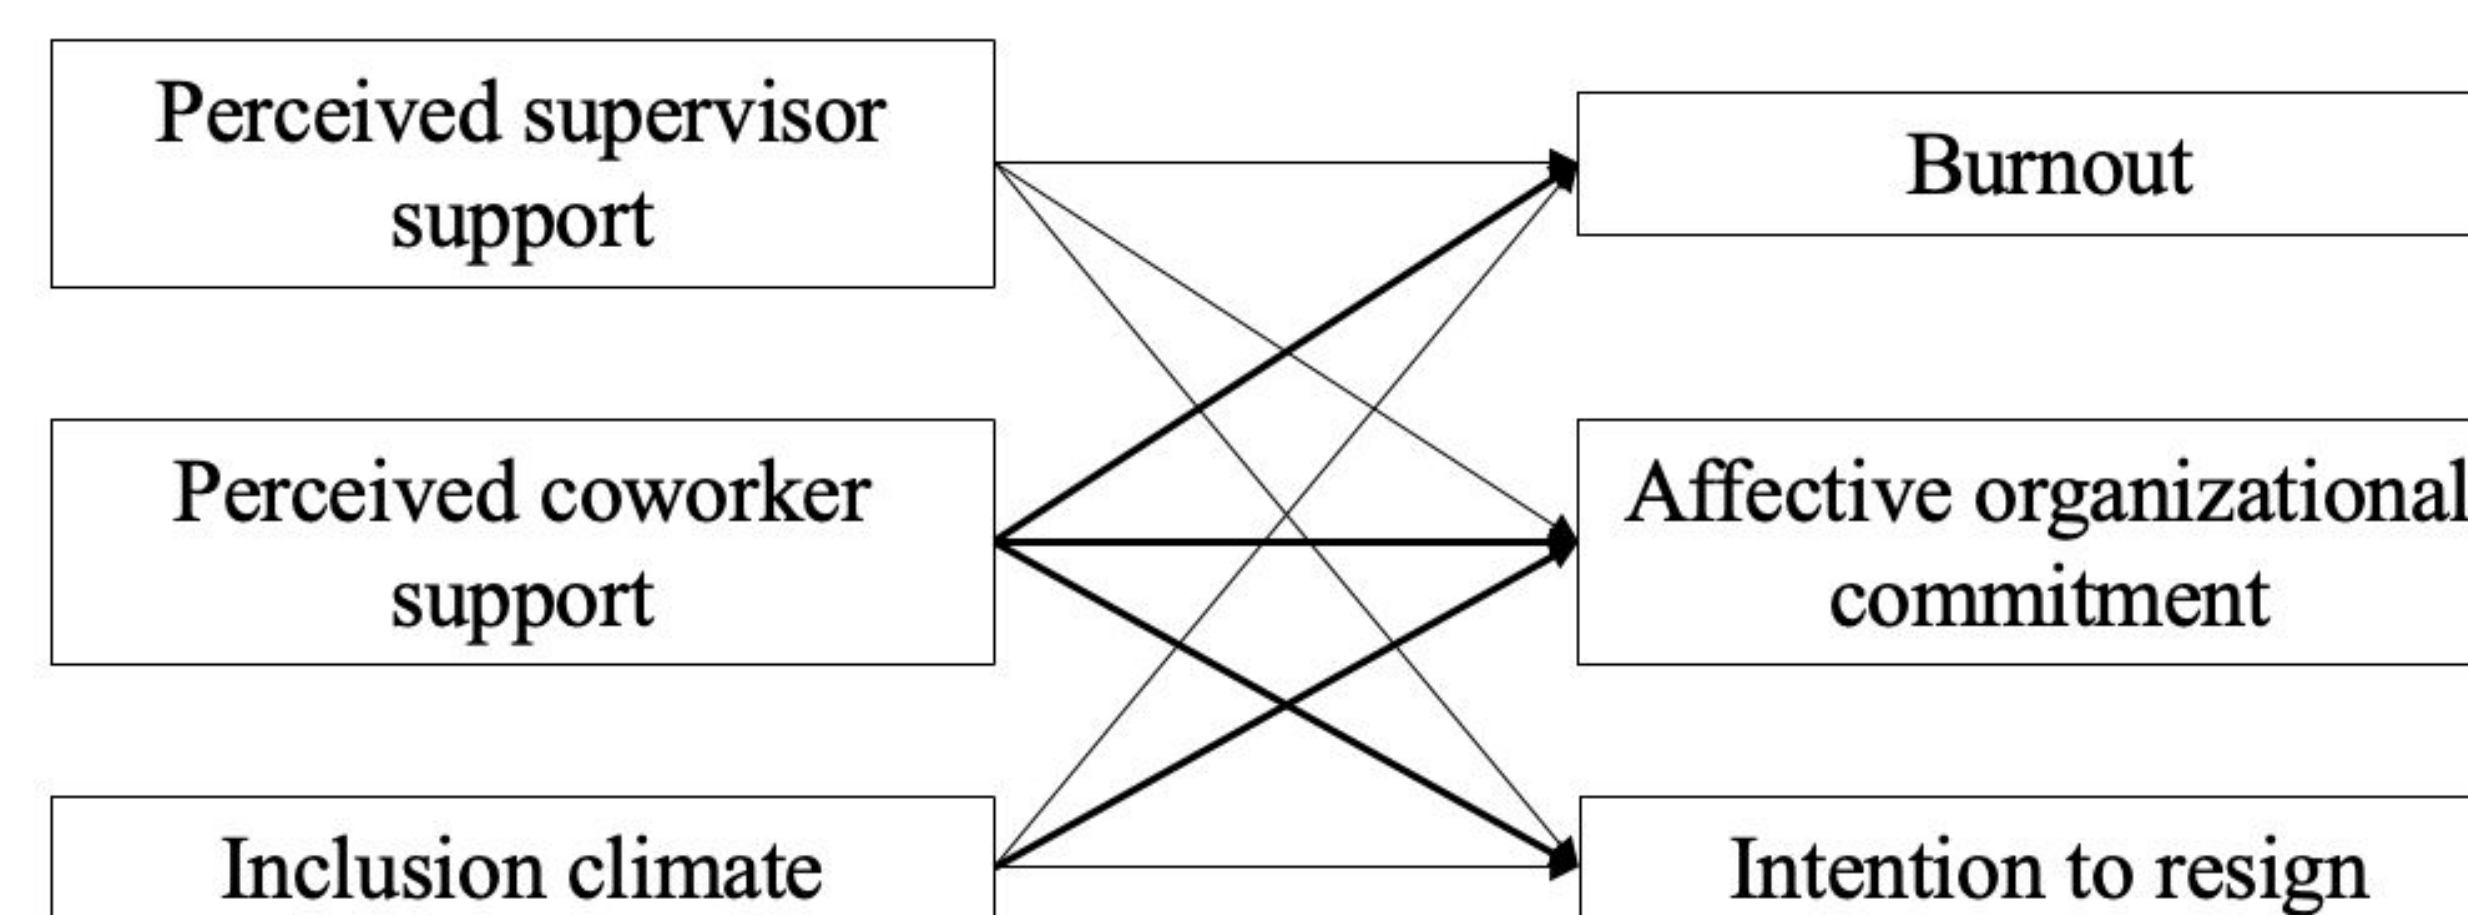 Perceived supervisor
support
Burnout
Perceived coworker
support
Affective organizational
commitment
Inclusion climate
Intention to resign